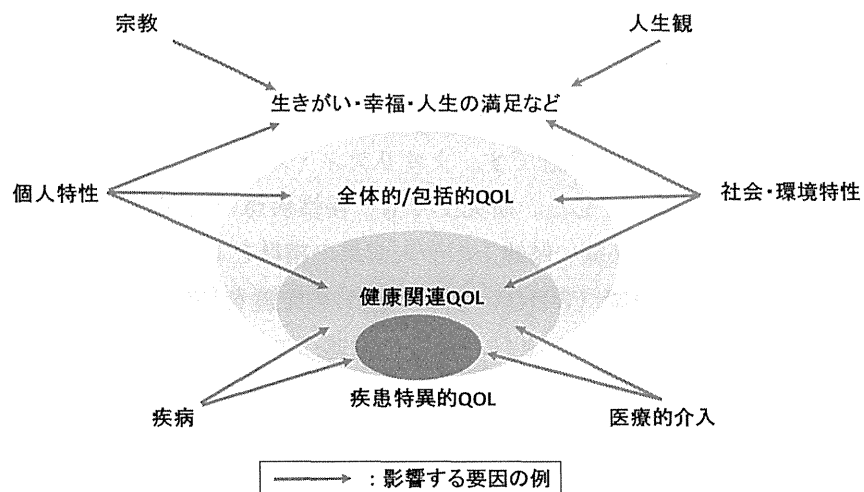 宗教
人生観
生きがい・幸福・人生の満足など
個人特性
全体的/包括的QOL
社会・環境特性
健康関連QOL
疾患特異的QOL
疾病
医療的介入
：影響する要因の例